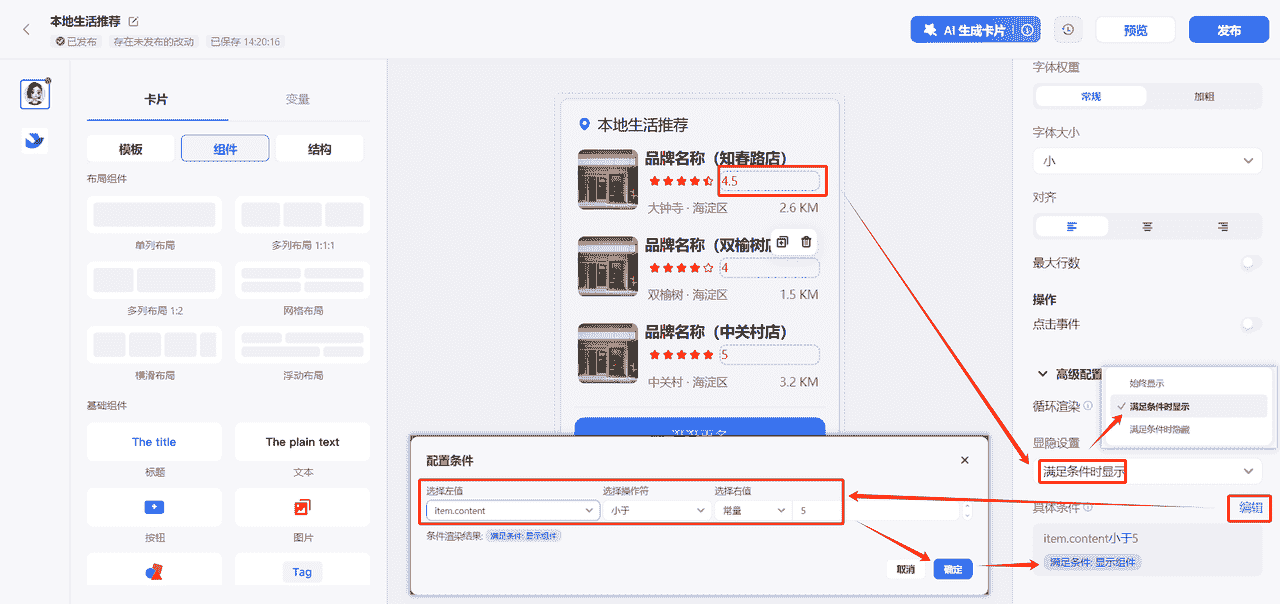 本地生活推荐
已发布 存在未发布的改动 已保存 14:20:16
AI 生成卡片
预览
发布
卡片
变量
模板
组件
结构
布局组件
单列布局
多列布局 1:1:1
多列布局 1:2
网格布局
横滑布局
浮动布局
基础组件
The title
The plain text
标题
文本
按钮
图片
Tag
本地生活推荐
品牌名称（知春路店）
4.5
大钟寺 · 海淀区
2.6 KM
品牌名称（双榆树店
4
双榆树 · 海淀区
1.5 KM
品牌名称（中关村店）
5
中关村 · 海淀区
3.2 KM
配置条件
选择左值
选择操作符
选择右值
item.content
小于
常量
5
条件渲染结果:
满足条件: 显示组件
取消
确定
字体权重
常规
加粗
字体大小
小
对齐
最大行数
操作
点击事件
高级配置
始终显示
循环渲染
满足条件时显示
满足条件时隐藏
显隐设置
满足条件时显示
具体条件
编辑
item.content小于5
满足条件: 显示组件